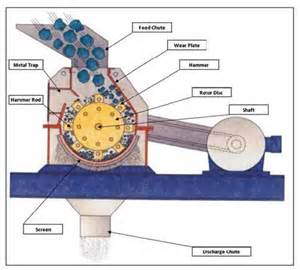 Feed Chute
Wear Plate
Metal Trap
Hammer
Hammer Rod
Rotor Disc
Shaft
Screen
Discharge Chute